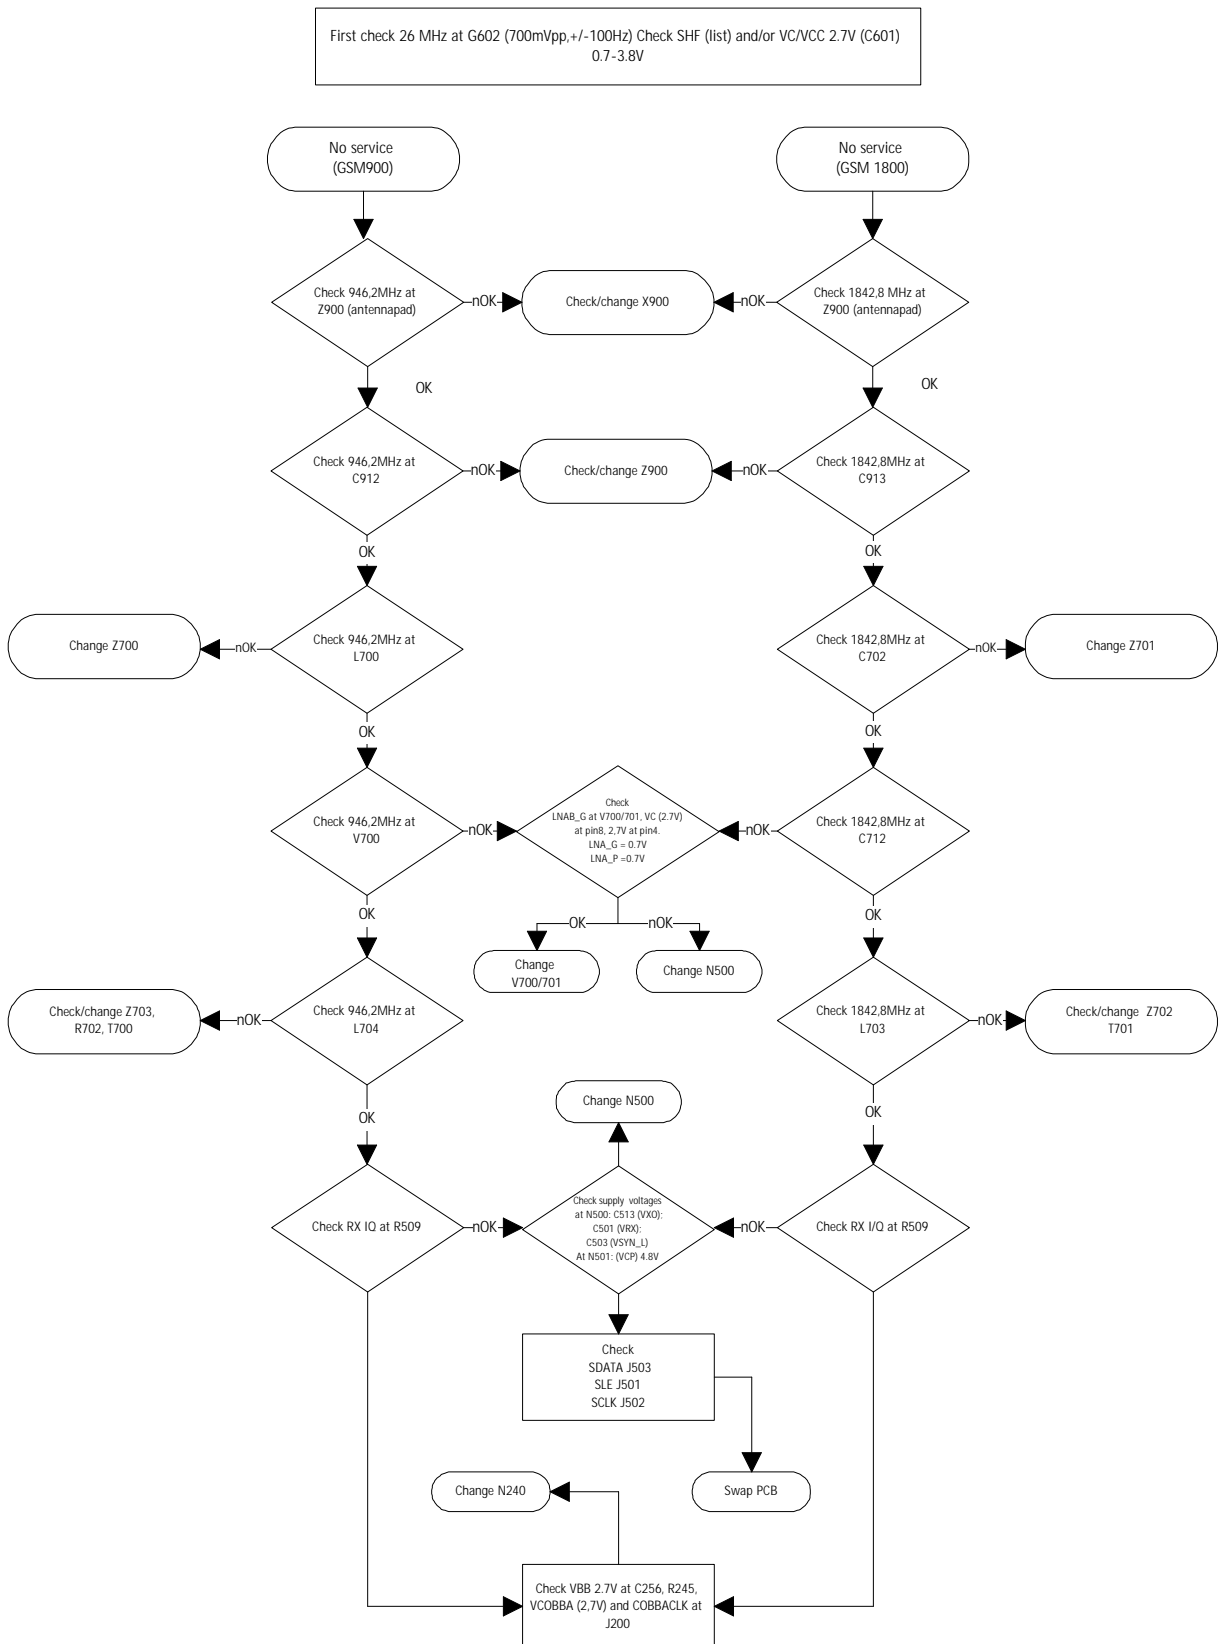 First check 26 MHz at G602 (700mVpp,+/-100Hz) Check SHF (list) and/or VC/VCC 2.7V (C601)
0.7-3.8V
No service
(GSM900)
No service
(GSM 1800)
Check 946,2MHz at
Z900 (antennapad)
nOK
Check/change X900
nOK
Check 1842,8 MHz at
Z900 (antennapad)
OK
OK
Check 946,2MHz at
C912
nOK
Check/change Z900
nOK
Check 1842,8MHz at
C913
OK
OK
Change Z700
nOK
Check 946,2MHz at
L700
Check 1842,8MHz at
C702
nOK
Change Z701
OK
OK
Check 946,2MHz at
V700
nOK
Check
LNAB_G at V700/701, VC (2.7V)
at pin8, 2,7V at pin4.
LNA_G = 0.7V
LNA_P =0.7V
nOK
Check 1842,8MHz at
C712
OK
OK
nOK
OK
Change
V700/701
Change N500
Check/change Z703,
R702, T700
nOK
Check 946,2MHz at
L704
Check 1842,8MHz at
L703
nOK
Check/change Z702
T701
OK
Change N500
OK
Check RX IQ at R509
nOK
Check supply voltages
at N500: C513 (VXO);
C501 (VRX);
C503 (VSYN_L)
At N501: (VCP) 4.8V
nOK
Check RX I/Q at R509
Check
SDATA J503
SLE J501
SCLK J502
Change N240
Swap PCB
Check VBB 2.7V at C256, R245,
VCOBBA (2,7V) and COBBACLK at
J200